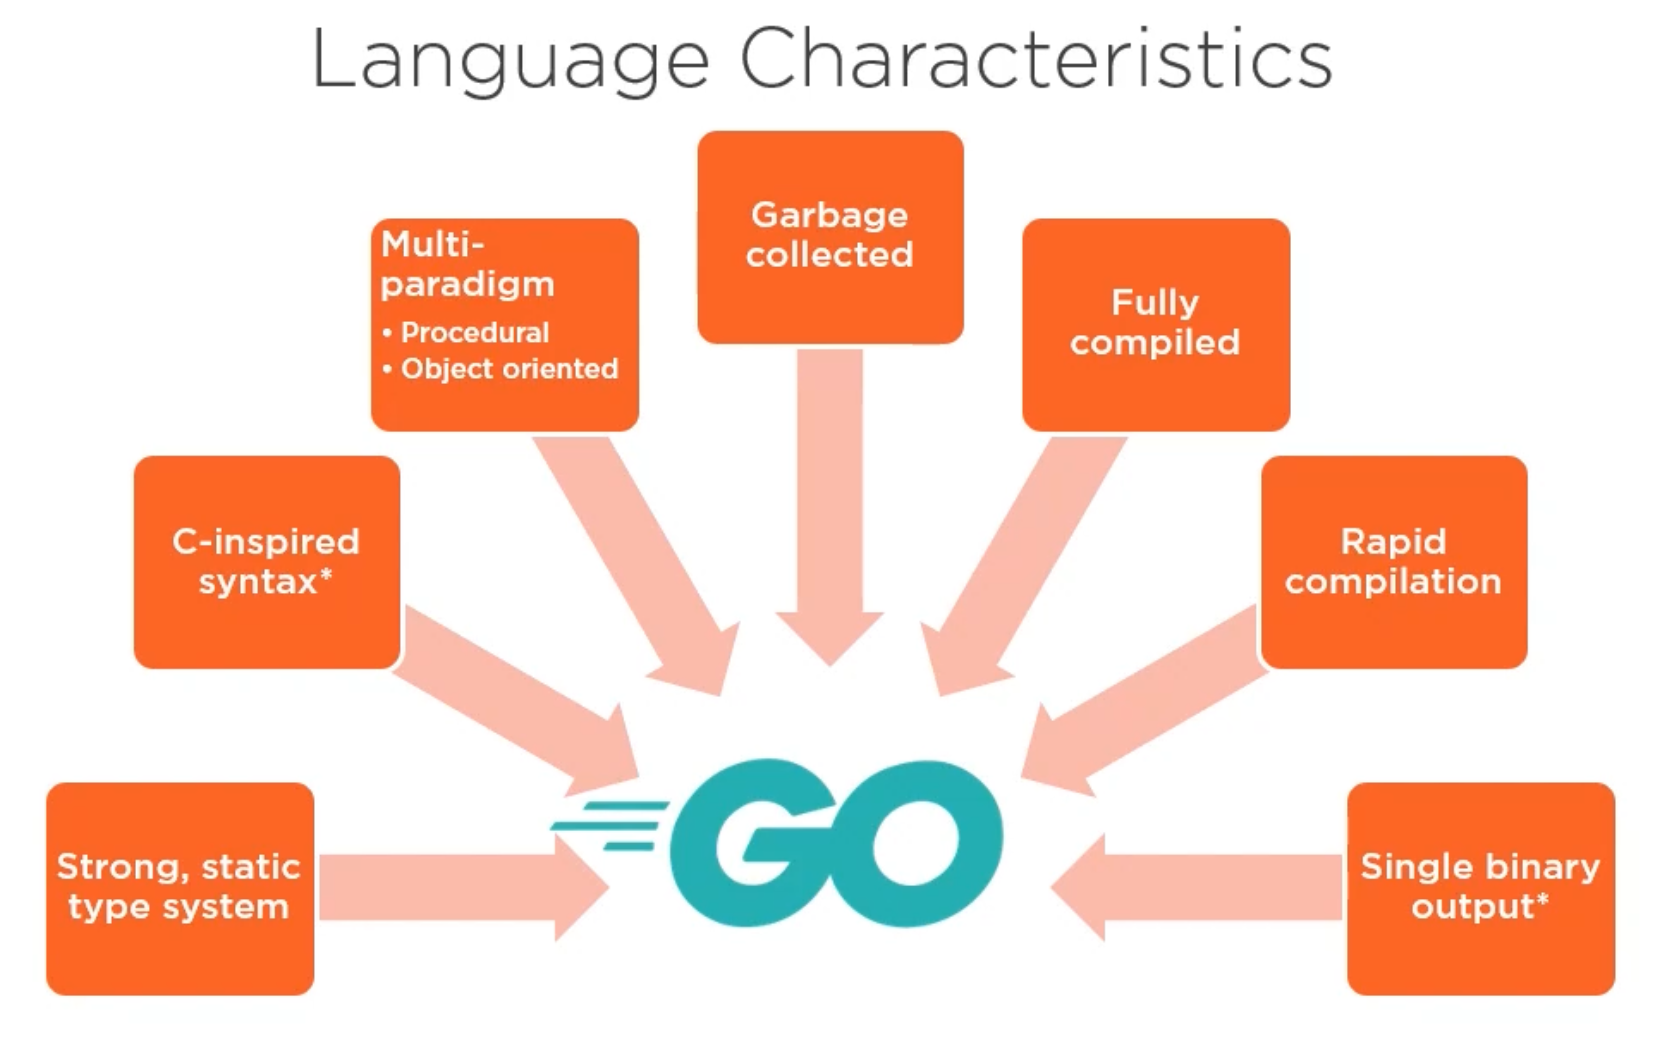 Language Characteristics
Garbage
collected
Multi-
paradigm
• Procedural
• Object oriented
Fully
compiled
C-inspired
syntax*
Rapid
compilation
Strong, static
type system
GO
Single binary
output*